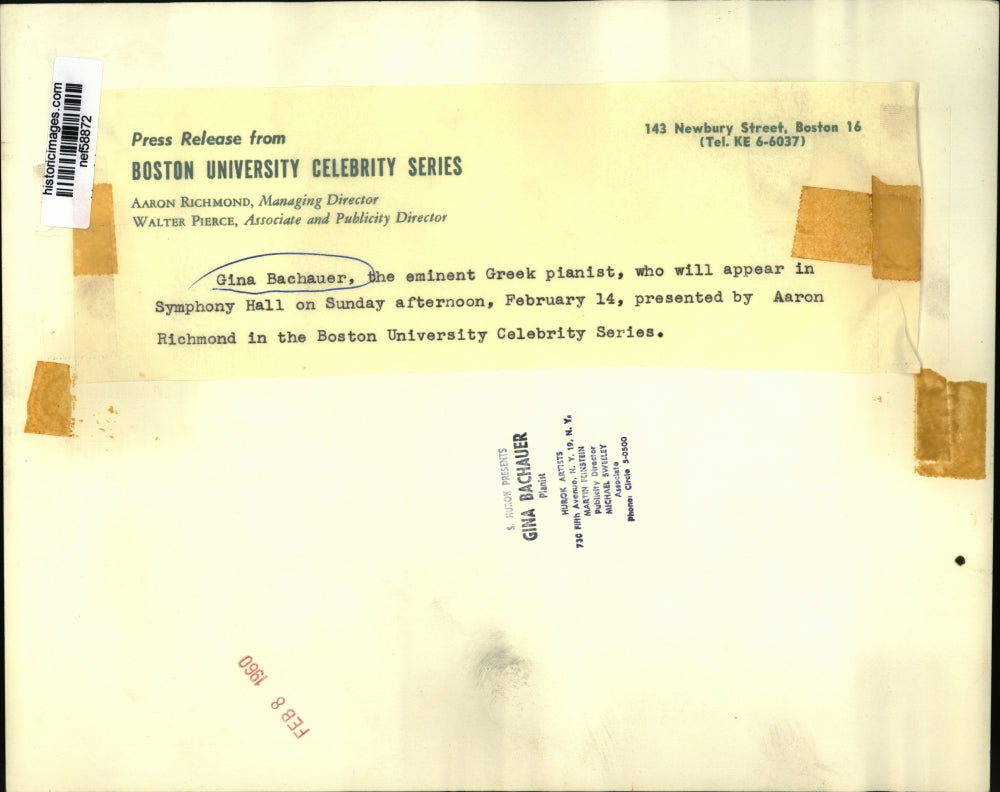 historicimages.com
nef58872
Press Release from
BOSTON UNIVERSITY CELEBRITY SERIES
AARON RICHMOND, Managing Director
WALTER PIERCE, Associate and Publicity Director
143 Newbury Street, Boston 16
(Tel. KE 6-6037)
Gina Bachauer, the eminent Greek pianist, who will appear in
Symphony Hall on Sunday afternoon, February 14, presented by Aaron
Richmond in the Boston University Celebrity Series.
S. HUROK PRESENTS
GINA BACHAUER
Pianist
HUROK ARTISTS
730 Fifth Avenue, N. Y. 19, N. Y.
MARTIN FEINSTEIN
Publicity Director
MICHAEL SWEELEY
Associate
Phone: Circle 5-0500
FEB 8 1960